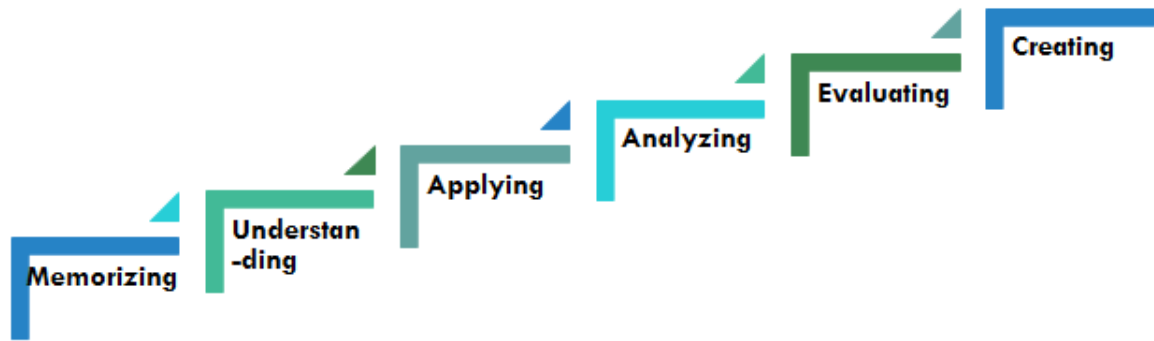 Memorizing
Understan
-ding
Applying
Analyzing
Evaluating
Creating